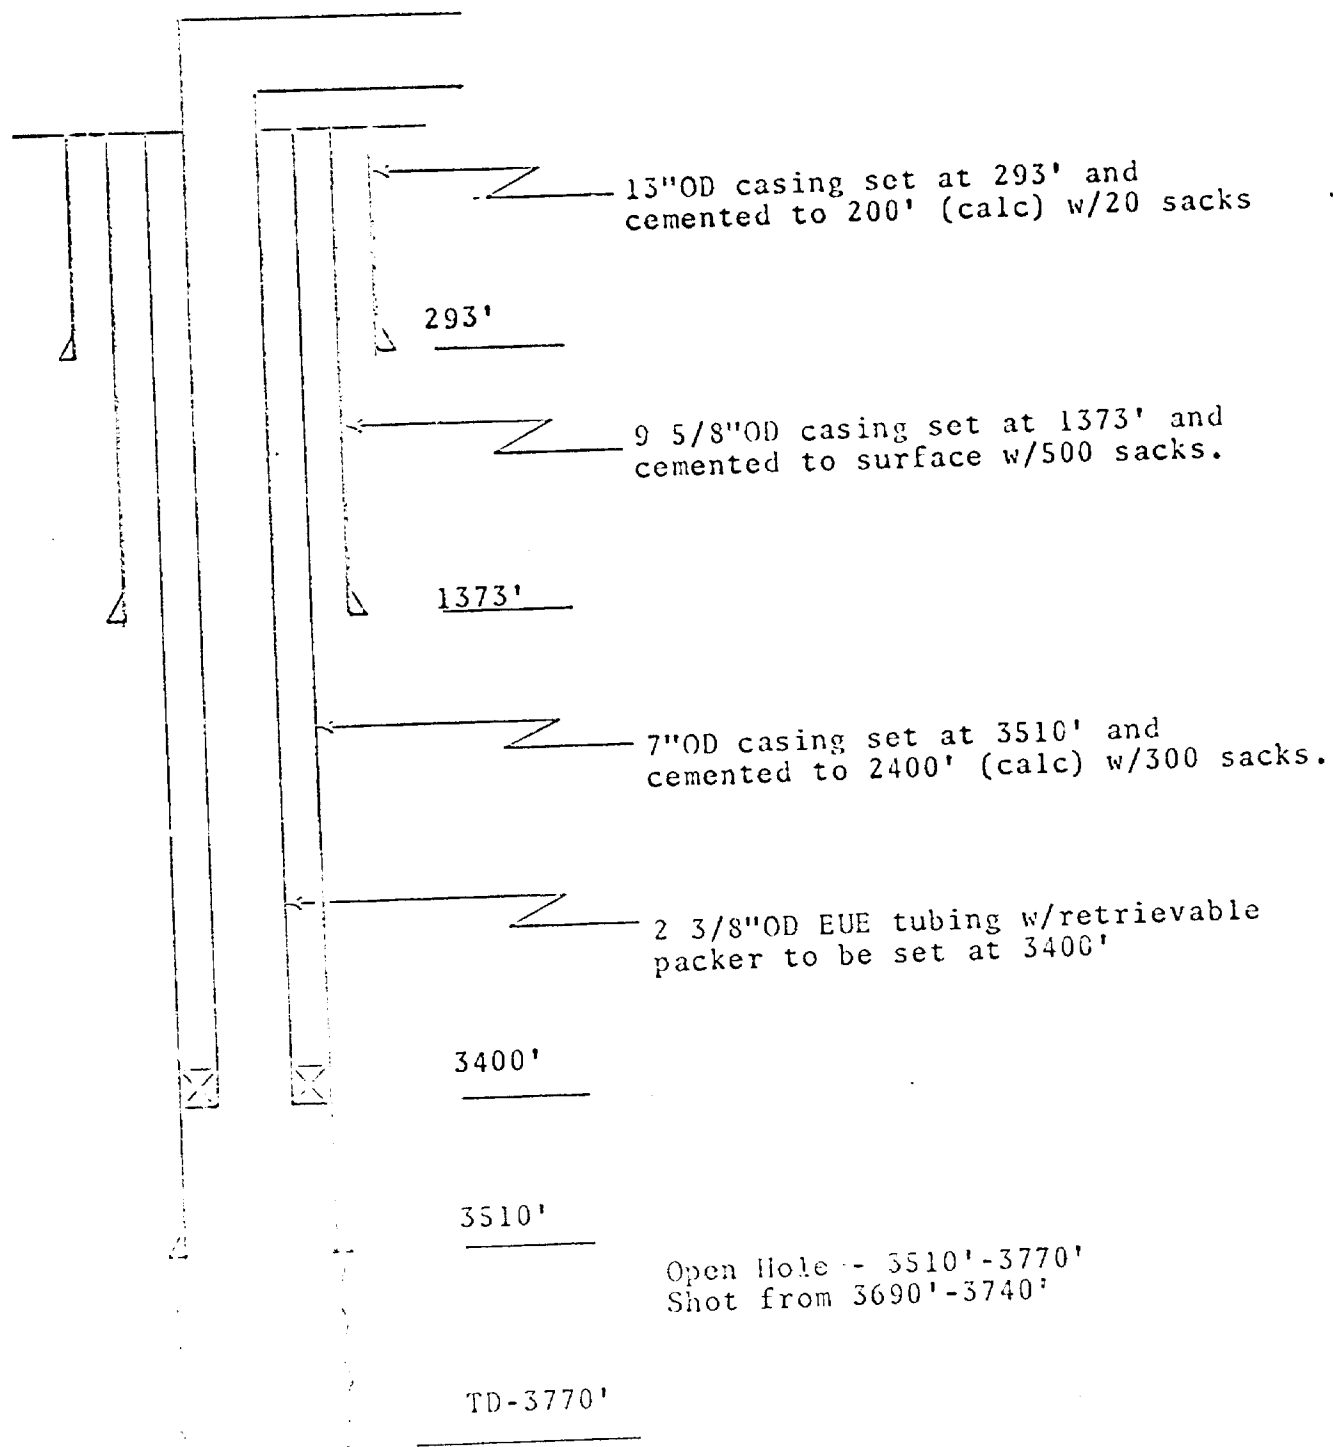 13"OD casing set at 293' and
cemented to 200' (calc) w/20 sacks
293'
9 5/8"OD casing set at 1373' and
cemented to surface w/500 sacks.
1373'
7"OD casing set at 3510' and
cemented to 2400' (calc) w/300 sacks.
2 3/8"OD EUE tubing w/retrievable
packer to be set at 3400'
3400'
3510'
Open Hole - 3510'-3770'
Shot from 3690'-3740'
TD-3770'